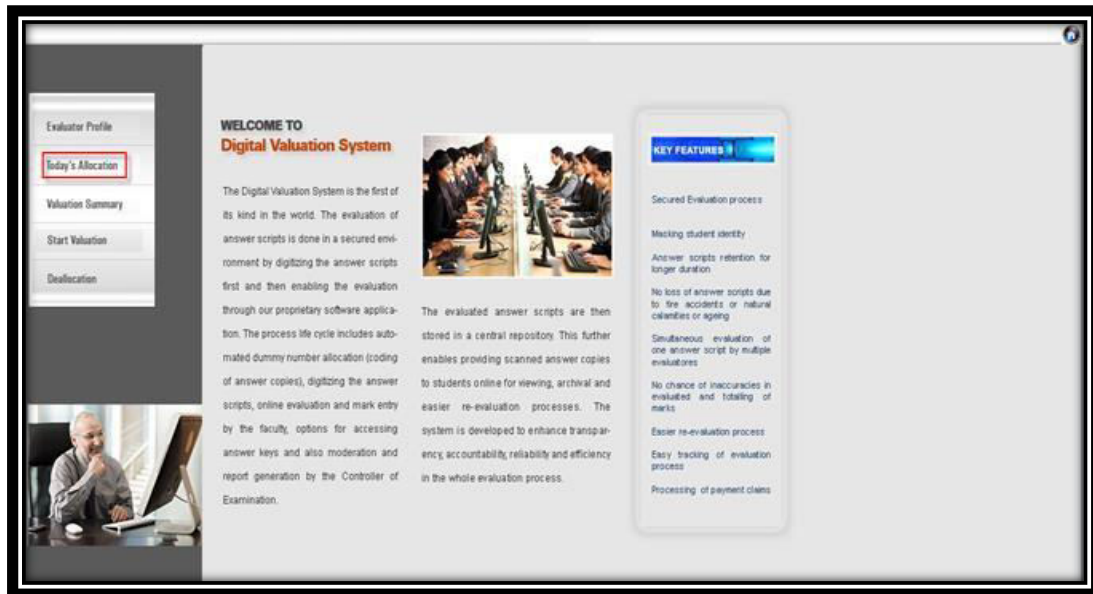 Evaluator Profile
Today's Allocation
Valuation Summary
Start Valuation
Deallocation
WELCOME TO
Digital Valuation System
The Digital Valuation System is the first of
its kind in the world. The evaluation of
answer scripts is done in a secured envi-
ronment by digitizing the answer scripts
first and then enabling the evaluation
through our proprietary software applica-
tion. The process life cycle includes auto-
mated dummy number allocation (coding
of answer copies), digitizing the answer
scripts, online evaluation and mark entry
by the faculty, options for accessing
answer keys and also moderation and
report generation by the Controller of
Examination.
The evaluated answer scripts are then
stored in a central repository. This further
enables providing scanned answer copies
to students online for viewing, archival and
easier re-evaluation processes. The
system is developed to enhance transpar-
ency, accountability, reliability and efficiency
in the whole evaluation process.
KEY FEATURES
Secured Evaluation process
Macking student identity
Answer scripts retention for
longer duration
No loss of answer scripts due
to fire accidents or natural
calamities or ageing
Simultaneous evaluation of
one answer script by multiple
evaluatores
No chance of inaccuracies in
evaluated and totalling of
marks
Easier re-evaluation process
Easy tracking of evaluation
process
Processing of payment claims